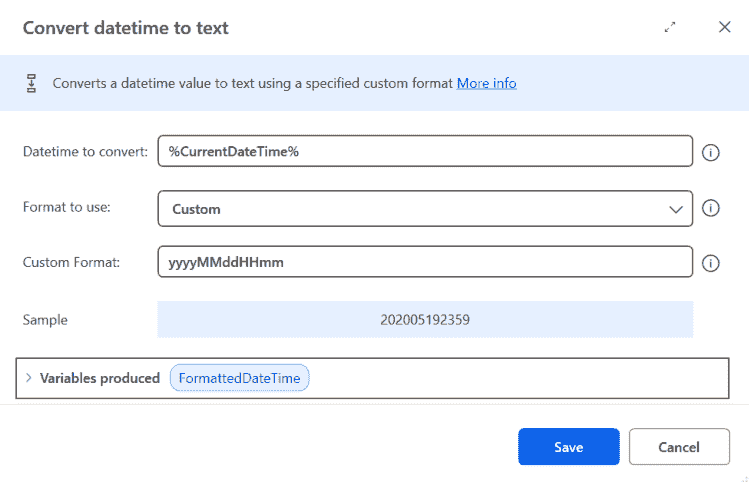 Convert datetime to text
Converts a datetime value to text using a specified custom format More info
Datetime to convert: %CurrentDateTime%
Format to use: Custom
Custom Format: yyyyMMddHHmm
Sample 202005192359
Variables produced FormattedDateTime
Save Cancel